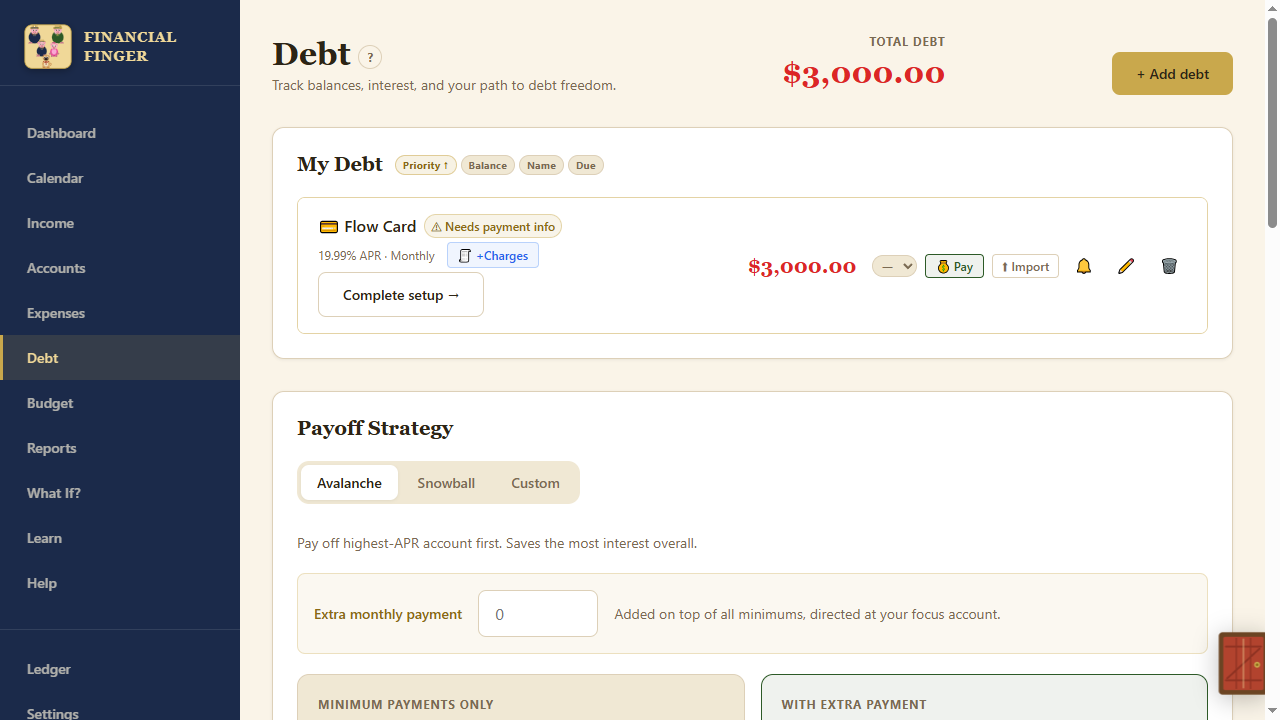 FINANCIAL
FINGER
Dashboard
Calendar
Income
Accounts
Expenses
Debt
Budget
Reports
What If?
Learn
Help
Ledger
Settings
Debt ?
Track balances, interest, and your path to debt freedom.
TOTAL DEBT
$3,000.00
+ Add debt
My Debt Priority ↑ Balance Name Due
Flow Card ⚠ Needs payment info
19.99% APR · Monthly +Charges
Complete setup →
$3,000.00 — Pay ⬆ Import
Payoff Strategy
Avalanche Snowball Custom
Pay off highest-APR account first. Saves the most interest overall.
Extra monthly payment 0 Added on top of all minimums, directed at your focus account.
MINIMUM PAYMENTS ONLY
WITH EXTRA PAYMENT